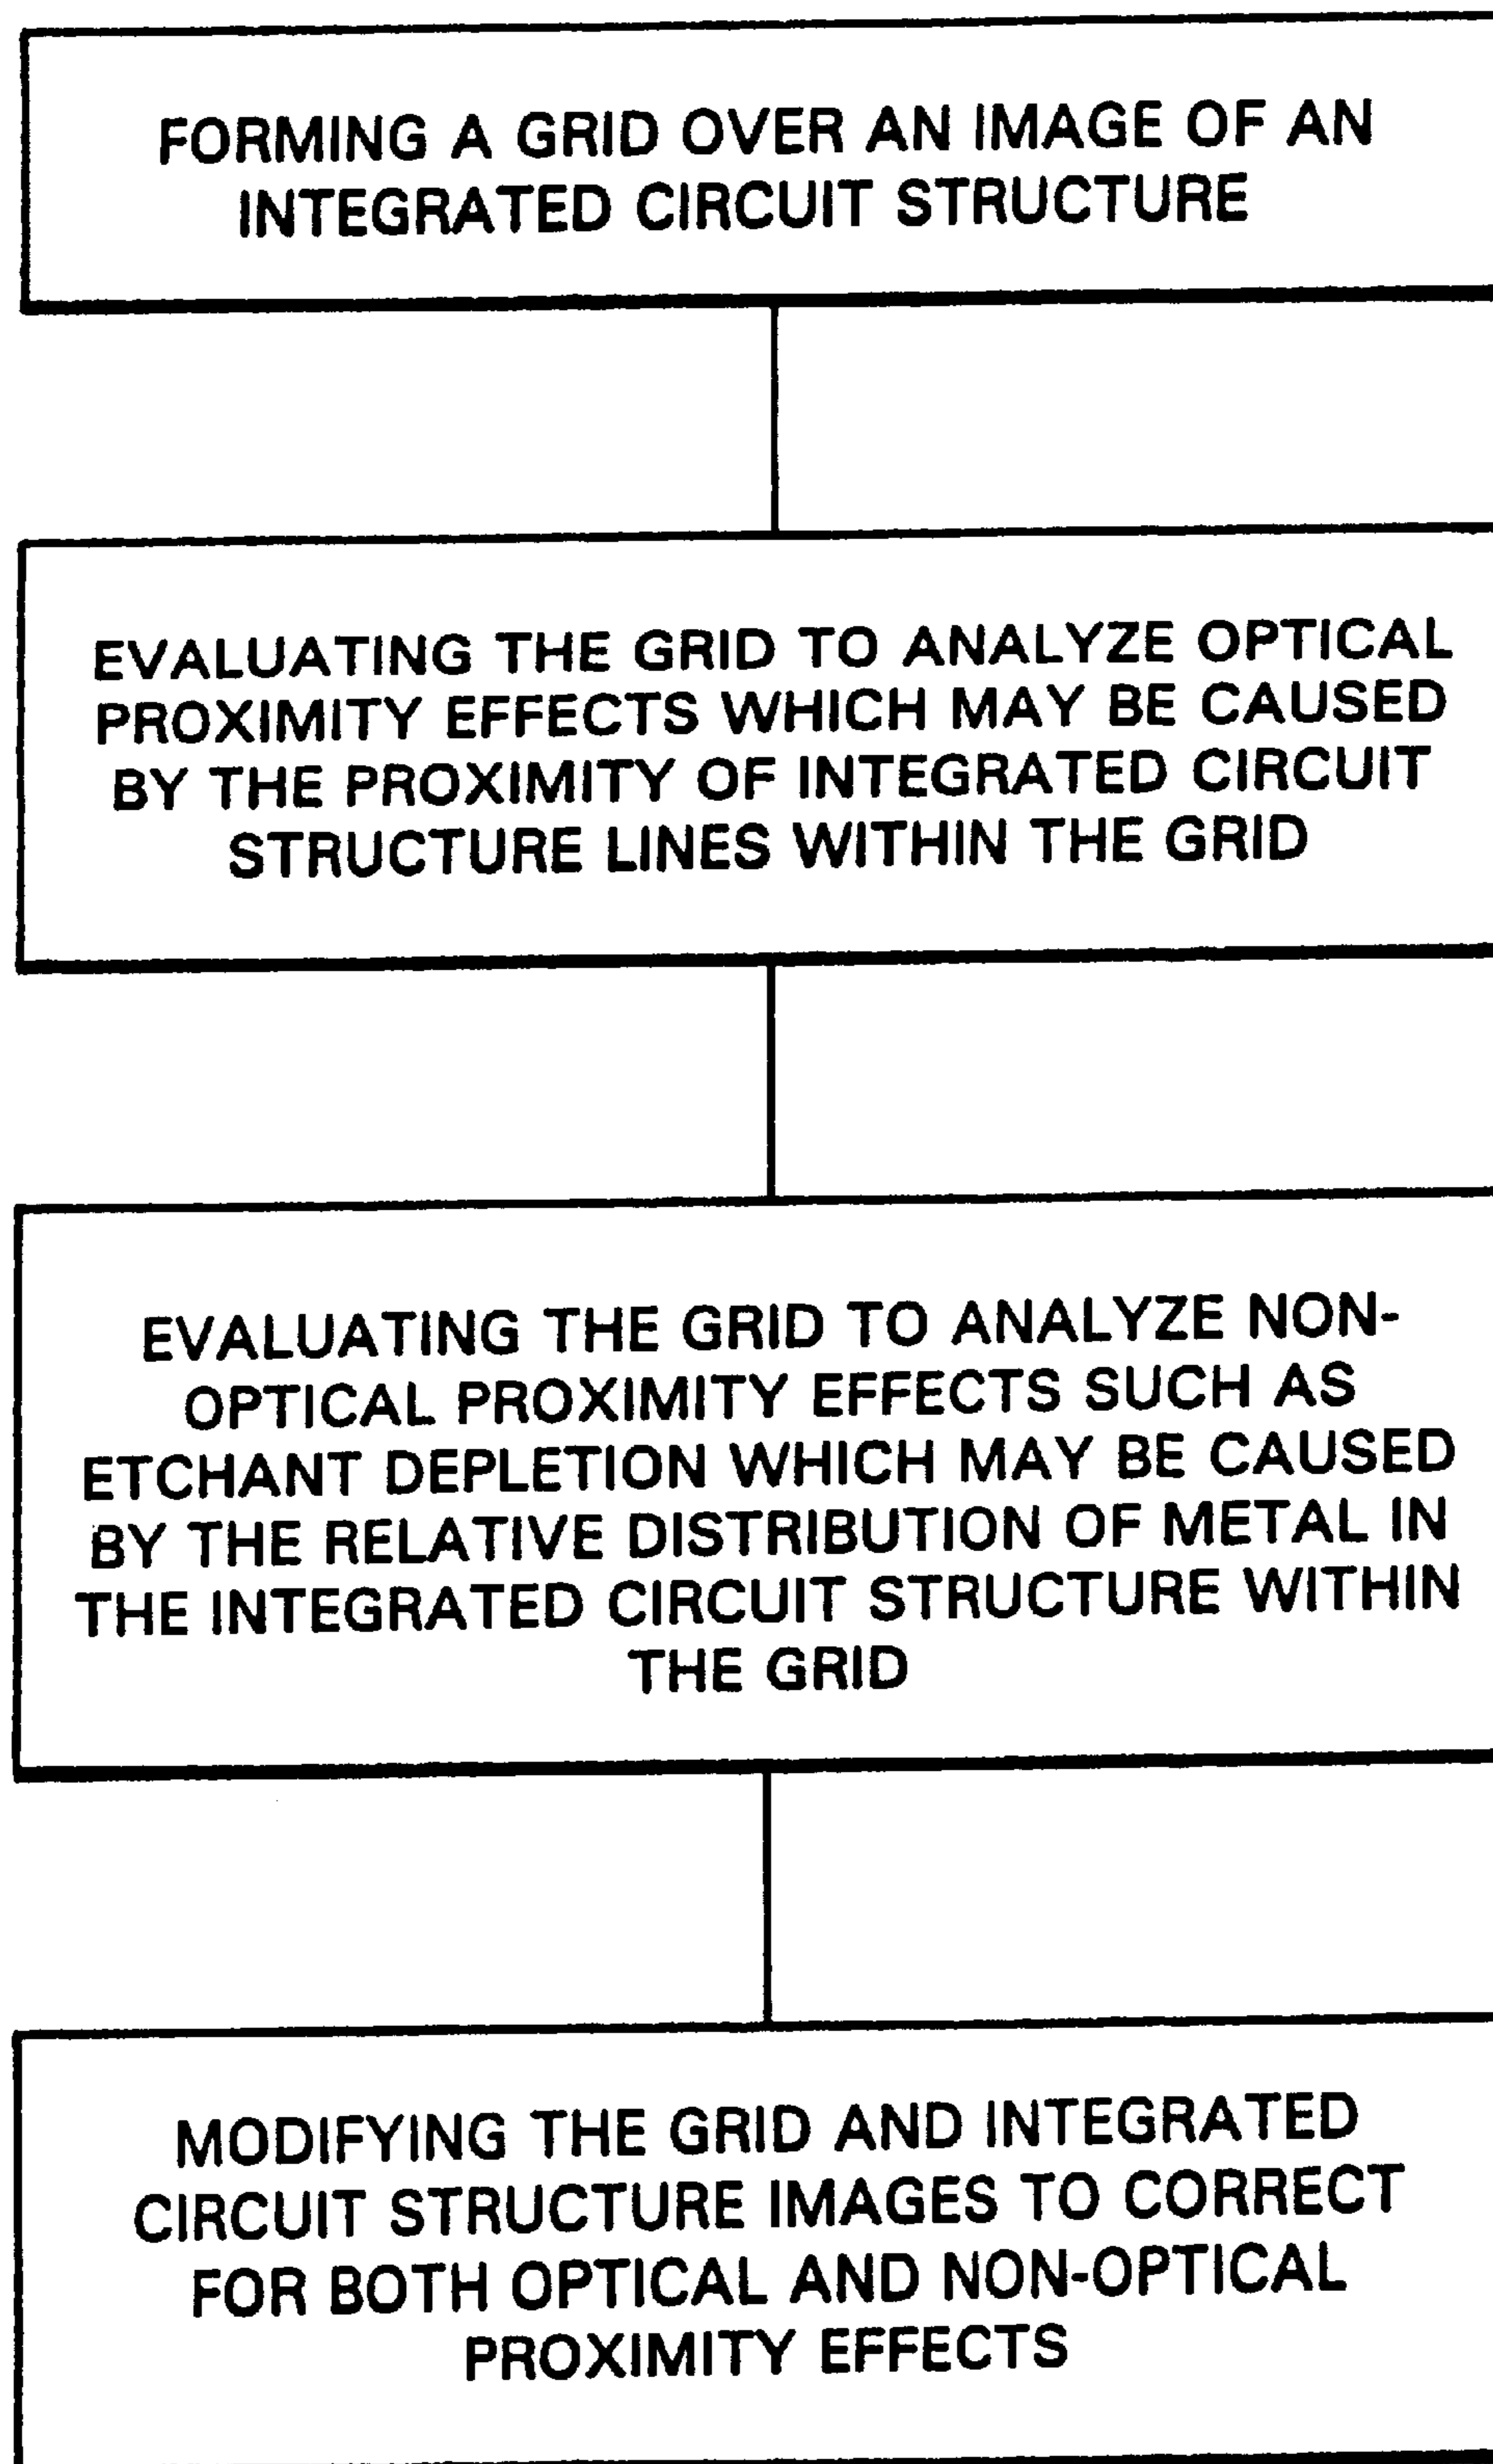 FORMING A GRID OVER AN IMAGE OF AN
INTEGRATED CIRCUIT STRUCTURE
EVALUATING THE GRID TO ANALYZE OPTICAL
PROXIMITY EFFECTS WHICH MAY BE CAUSED
BY THE PROXIMITY OF INTEGRATED CIRCUIT
STRUCTURE LINES WITHIN THE GRID
EVALUATING THE GRID TO ANALYZE NON-
OPTICAL PROXIMITY EFFECTS SUCH AS
ETCHANT DEPLETION WHICH MAY BE CAUSED
BY THE RELATIVE DISTRIBUTION OF METAL IN
THE INTEGRATED CIRCUIT STRUCTURE WITHIN
THE GRID
MODIFYING THE GRID AND INTEGRATED
CIRCUIT STRUCTURE IMAGES TO CORRECT
FOR BOTH OPTICAL AND NON-OPTICAL
PROXIMITY EFFECTS